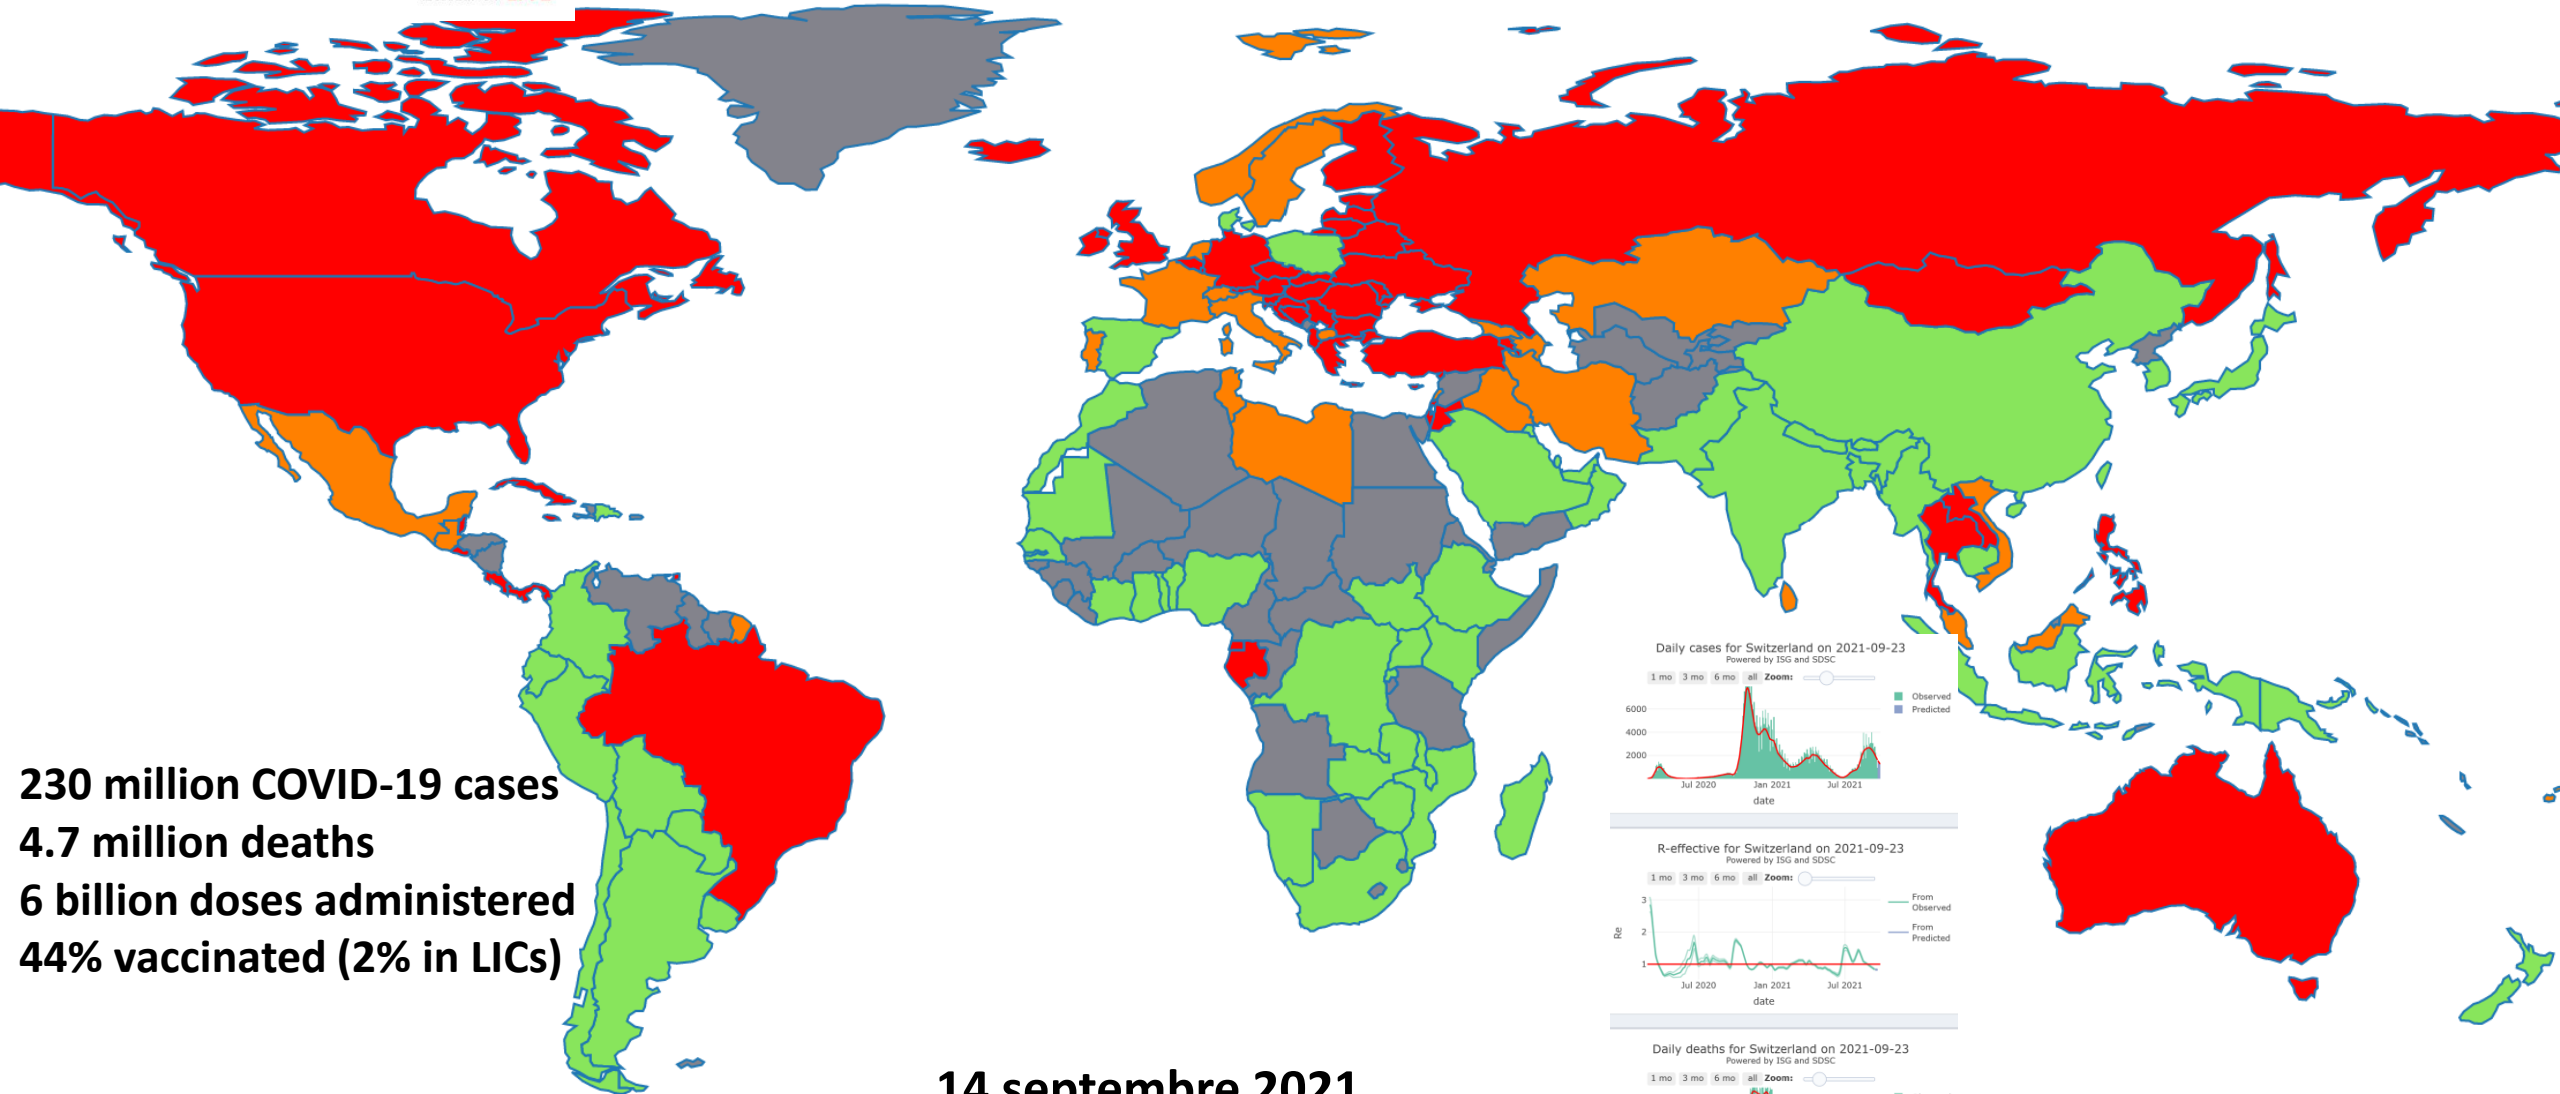 230 million COVID-19 cases
4.7 million deaths
6 billion doses administered
44% vaccinated (2% in LICs)
14 septembre 2021
Daily cases for Switzerland on 2021-09-23
Powered by ISG and SDSC
1 mo 3 mo 6 mo all Zoom:
Observed
Predicted
6000
4000
2000
Jul 2020 Jan 2021 Jul 2021
date
R-effective for Switzerland on 2021-09-23
Powered by ISG and SDSC
1 mo 3 mo 6 mo all Zoom:
From
Observed
From
Predicted
3
2
1
Re
Jul 2020 Jan 2021 Jul 2021
date
Daily deaths for Switzerland on 2021-09-23
Powered by ISG and SDSC
1 mo 3 mo 6 mo all Zoom: